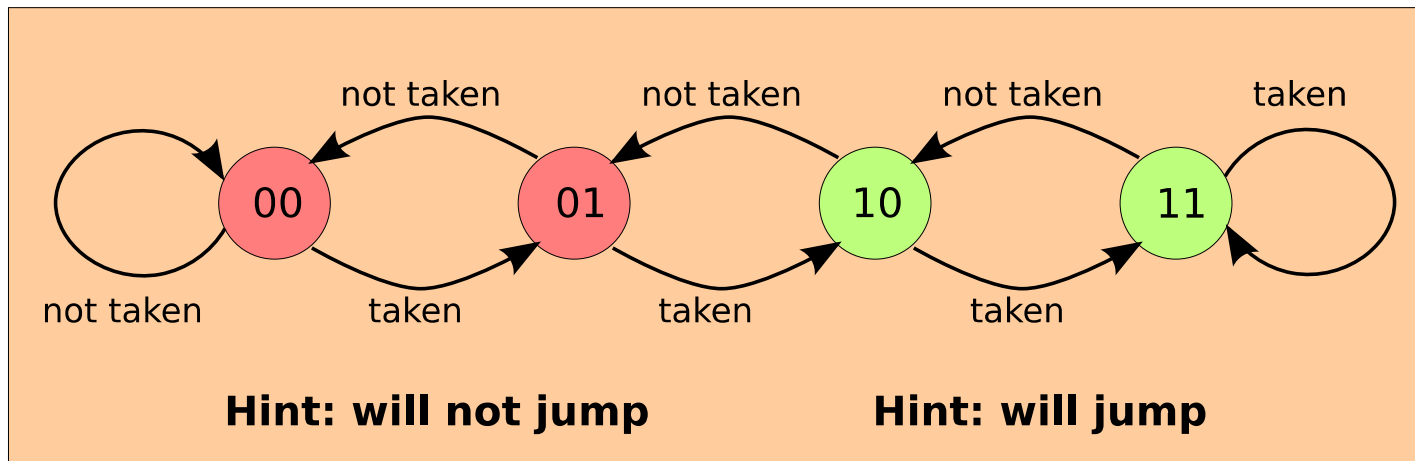 not taken not taken not taken taken
00 01 10 11
not taken taken taken taken
Hint: will not jump Hint: will jump